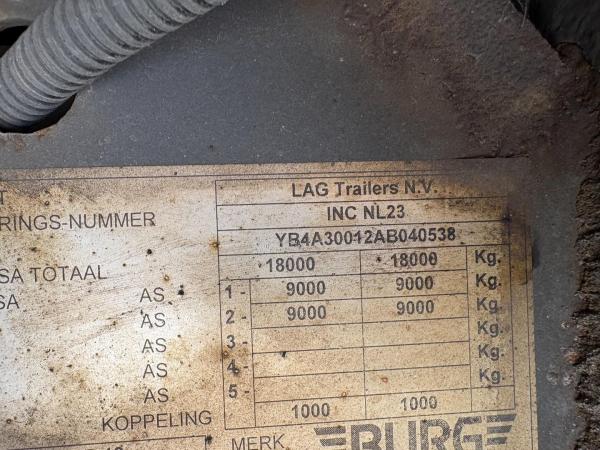 T
LAG Trailers N.V.
RINGS-NUMMER
INC NL23
YB4A30012AB040538
SA TOTAAL 18000 18000 Kg.
SA AS 1 - 9000 9000 Kg.
AS 2 - 9000 9000 Kg.
AS 3 - Kg.
AS 4 - Kg.
AS 5 -
KOPPELING 1000 1000
MERK BURG